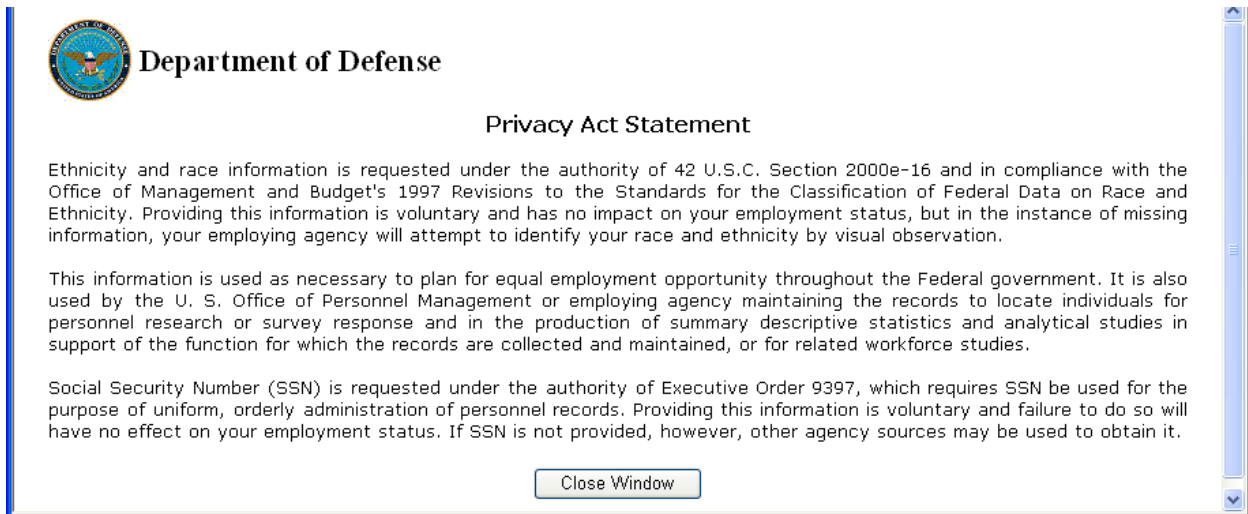 Department of Defense
Privacy Act Statement
Ethnicity and race information is requested under the authority of 42 U.S.C. Section 2000e-16 and in compliance with the
Office of Management and Budget's 1997 Revisions to the Standards for the Classification of Federal Data on Race and
Ethnicity. Providing this information is voluntary and has no impact on your employment status, but in the instance of missing
information, your employing agency will attempt to identify your race and ethnicity by visual observation.
This information is used as necessary to plan for equal employment opportunity throughout the Federal government. It is also
used by the U. S. Office of Personnel Management or employing agency maintaining the records to locate individuals for
personnel research or survey response and in the production of summary descriptive statistics and analytical studies in
support of the function for which the records are collected and maintained, or for related workforce studies.
Social Security Number (SSN) is requested under the authority of Executive Order 9397, which requires SSN be used for the
purpose of uniform, orderly administration of personnel records. Providing this information is voluntary and failure to do so will
have no effect on your employment status. If SSN is not provided, however, other agency sources may be used to obtain it.
Close Window